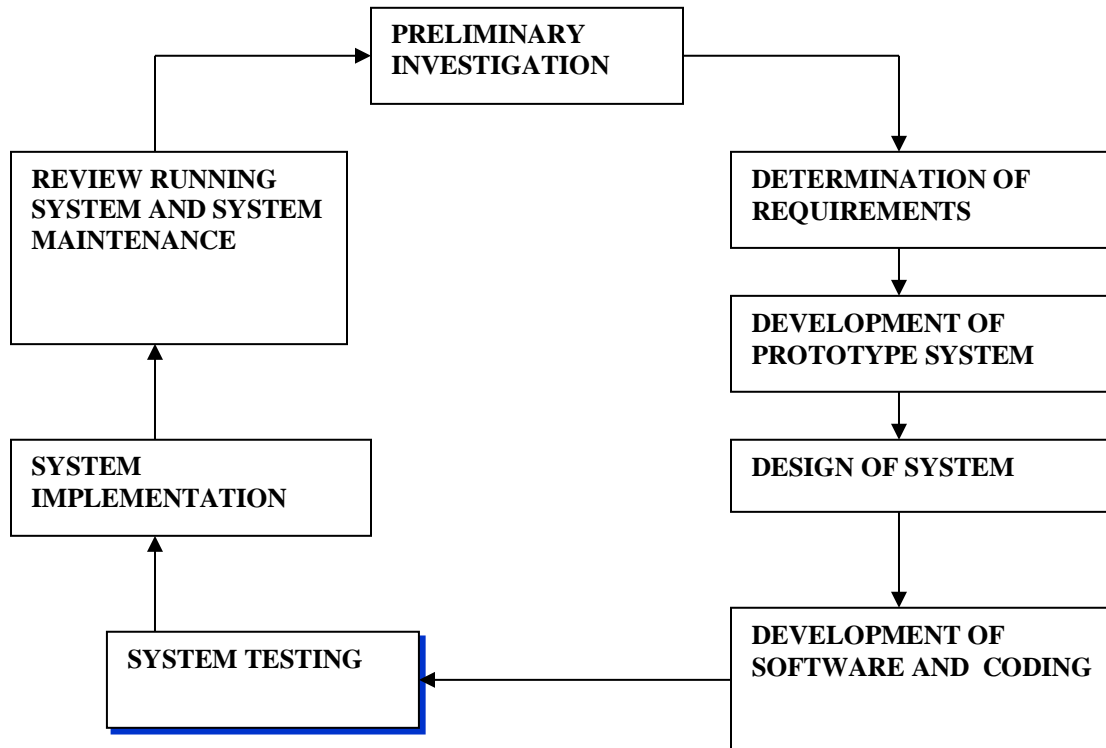 PRELIMINARY
INVESTIGATION
DETERMINATION OF
REQUIREMENTS
DEVELOPMENT OF
PROTOTYPE SYSTEM
DESIGN OF SYSTEM
DEVELOPMENT OF
SOFTWARE AND  CODING
SYSTEM TESTING
SYSTEM
IMPLEMENTATION
REVIEW RUNNING
SYSTEM AND SYSTEM
MAINTENANCE